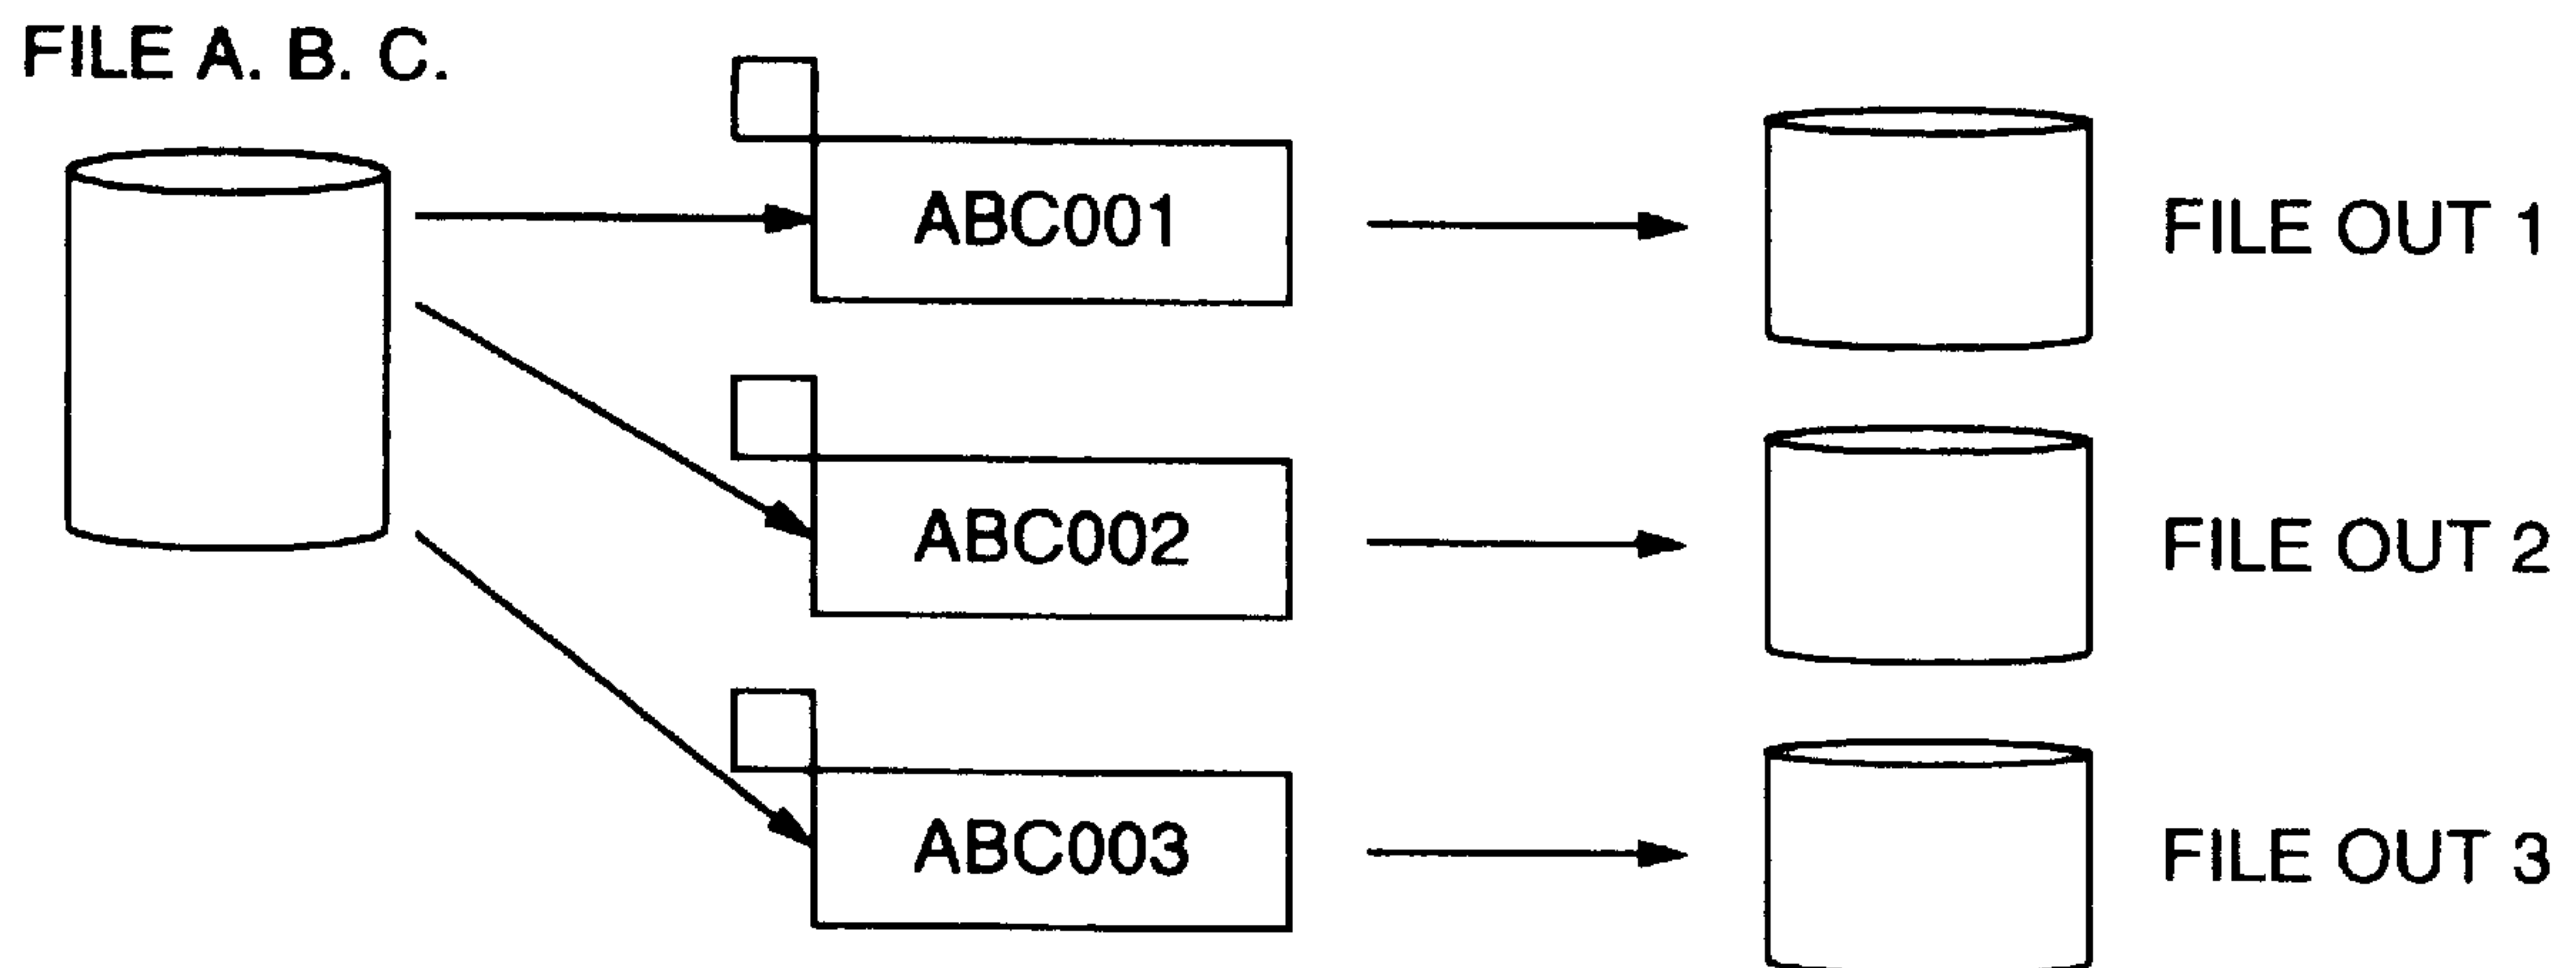 FILE A. B. C.
ABC001
FILE OUT 1
ABC002
FILE OUT 2
ABC003
FILE OUT 3